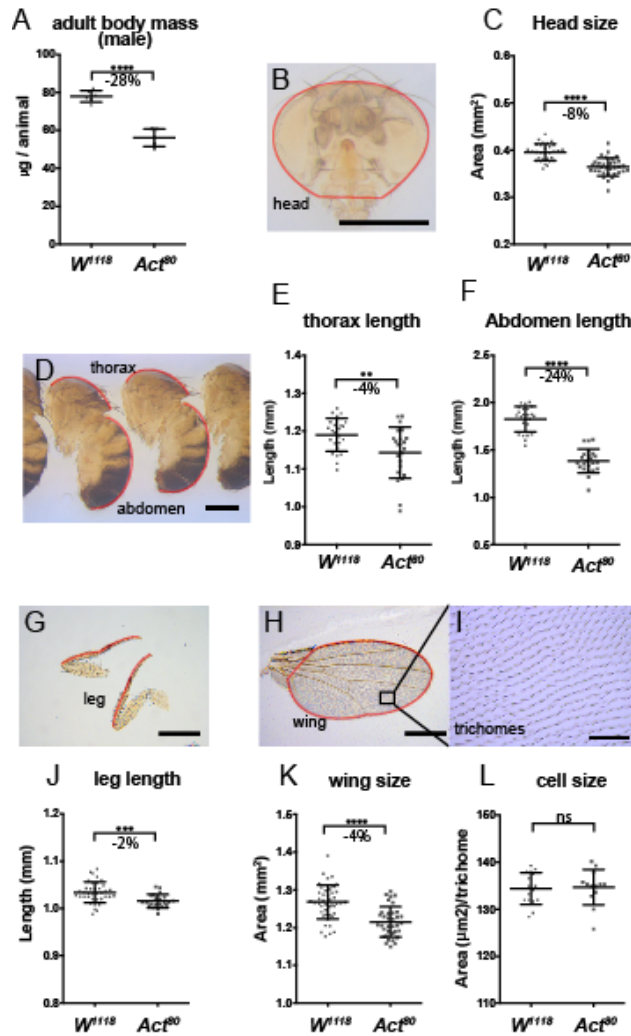 A
adult body mass
(male)
****
-28%
µg / animal
100
80
60
40
20
0
W1118 Act80
B
head
C
Head size
****
-8%
Area (mm²)
0.6
0.5
0.4
0.3
0.2
W1118 Act80
D
thorax
abdomen
E
thorax length
**
-4%
Length (mm)
1.4
1.3
1.2
1.1
1.0
0.9
W1118 Act80
F
Abdomen length
****
-24%
Length (mm)
2.6
2.1
1.6
1.1
0.6
W1118 Act80
G
leg
H
wing
I
trichomes
J
leg length
***
-2%
Length (mm)
1.2
1.1
1.0
0.9
0.8
W1118 Act80
K
wing size
****
-4%
Area (mm²)
1.5
1.4
1.3
1.2
1.1
1.0
W1118 Act80
L
cell size
ns
Area (µm2)/trichome
150
140
130
120
110
W1118 Act80